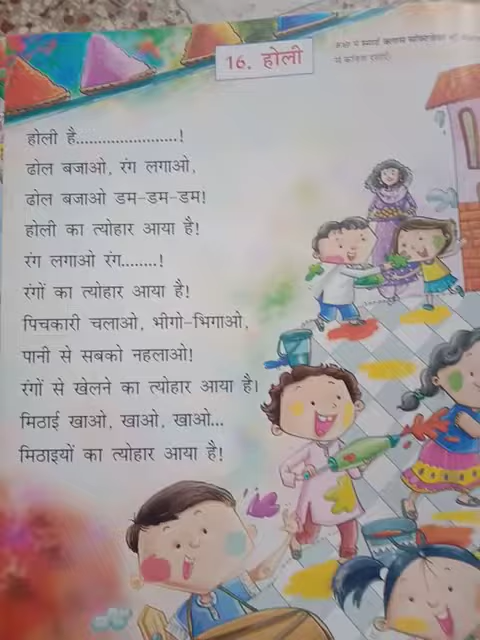 16. होली
होली है.......................!
ढोल बजाओ, रंग लगाओ,
ढोल बजाओ डम-डम-डम!
होली का त्योहार आया है!
रंग लगाओ रंग........!
रंगों का त्योहार आया है!
पिचकारी चलाओ, भीगो-भिगाओ,
पानी से सबको नहलाओ!
रंगों से खेलने का त्योहार आया है।
मिठाई खाओ, खाओ, खाओ...
मिठाइयों का त्योहार आया है!